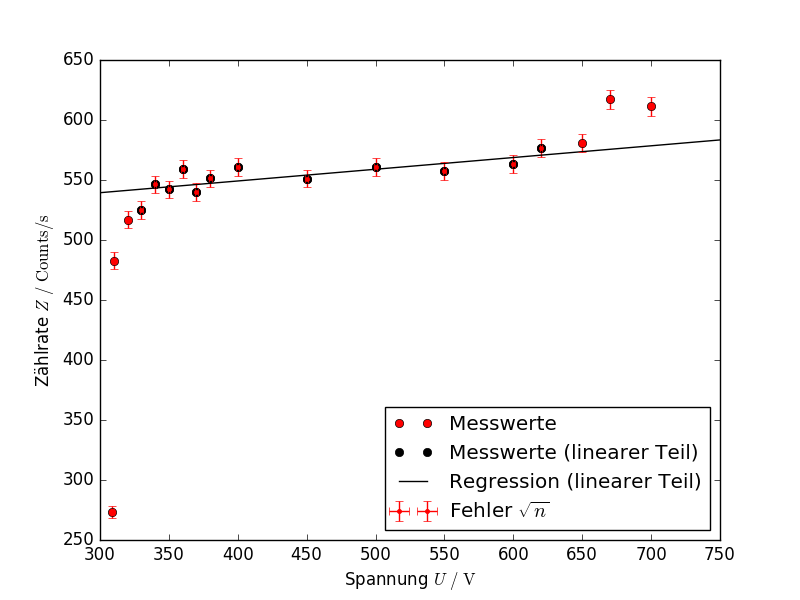 650
600
550
500
450
400
350
300
250
Zählrate Z / Counts/s
Messwerte
Messwerte (linearer Teil)
Regression (linearer Teil)
Fehler √n
300 350 400 450 500 550 600 650 700 750
Spannung U / V